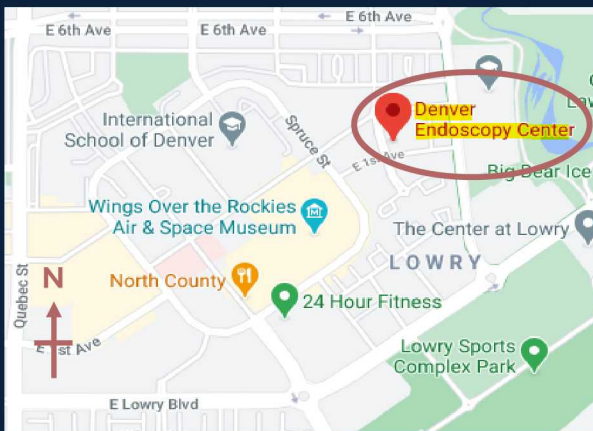 E 6th Ave
E 6th Ave
E 6th Ave
International
School of Denver
Spruce St
Denver
Endoscopy Center
E 1st Ave
Big Bear Ice
Wings Over the Rockies
Air & Space Museum
The Center at Lowry
LOWRY
Quebec St
N
North County
24 Hour Fitness
E 1st Ave
Lowry Sports
Complex Park
E Lowry Blvd